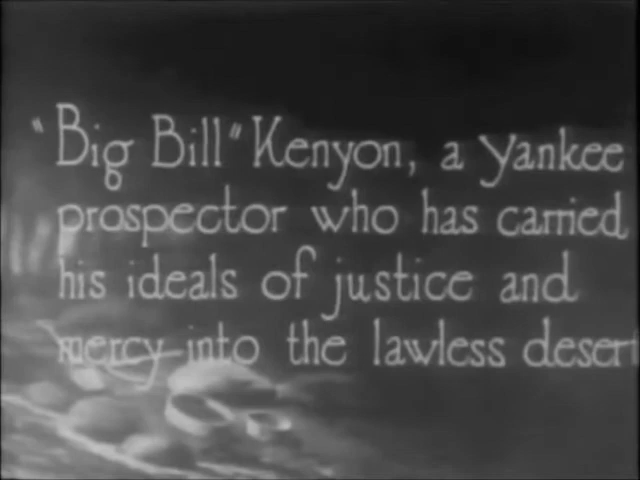 "Big Bill" Kenyon, a Yankee
prospector who has carried
his ideals of justice and
mercy into the lawless desert